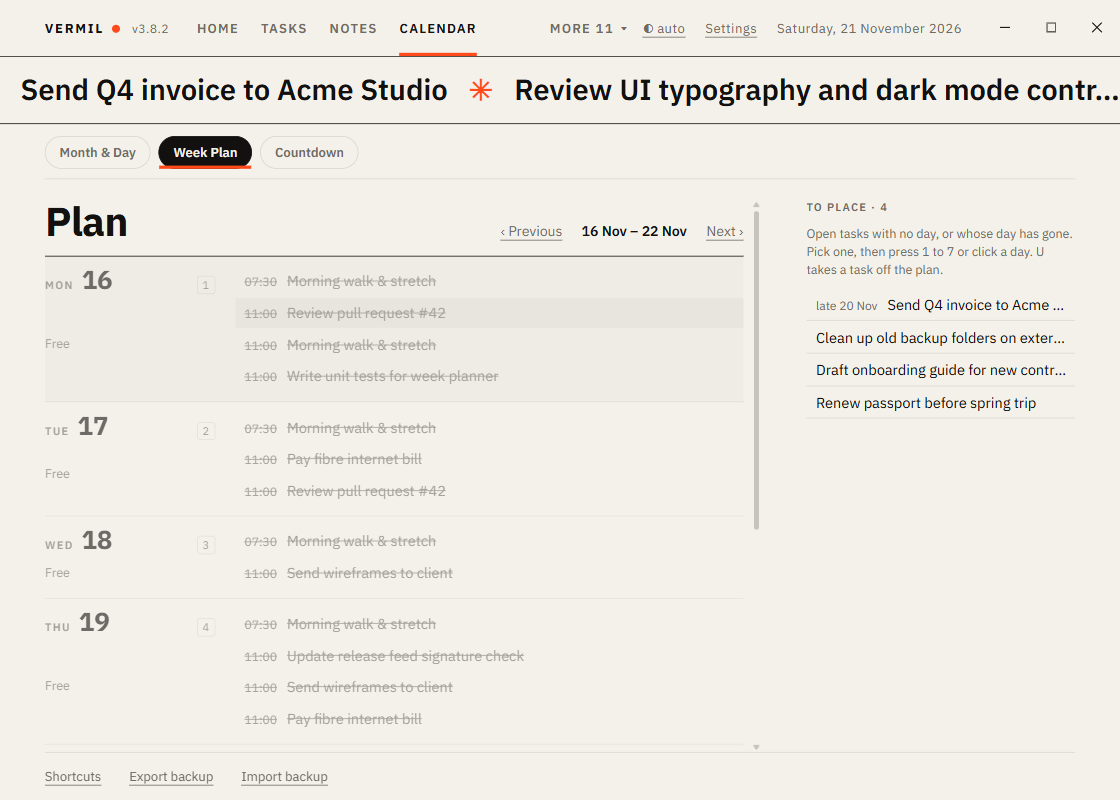 VERMIL v3.8.2 HOME TASKS NOTES CALENDAR MORE 11 auto Settings Saturday, 21 November 2026
Send Q4 invoice to Acme Studio ✳ Review UI typography and dark mode contr...
Month & Day Week Plan Countdown
Plan
‹ Previous 16 Nov – 22 Nov Next ›
MON 16 1
Free
07:30 Morning walk & stretch
11:00 Review pull request #42
11:00 Morning walk & stretch
11:00 Write unit tests for week planner
TUE 17 2
Free
07:30 Morning walk & stretch
11:00 Pay fibre internet bill
11:00 Review pull request #42
WED 18 3
Free
07:30 Morning walk & stretch
11:00 Send wireframes to client
THU 19 4
Free
07:30 Morning walk & stretch
11:00 Update release feed signature check
11:00 Send wireframes to client
11:00 Pay fibre internet bill
TO PLACE · 4
Open tasks with no day, or whose day has gone.
Pick one, then press 1 to 7 or click a day. U
takes a task off the plan.
late 20 Nov Send Q4 invoice to Acme ...
Clean up old backup folders on exter...
Draft onboarding guide for new contr...
Renew passport before spring trip
Shortcuts Export backup Import backup